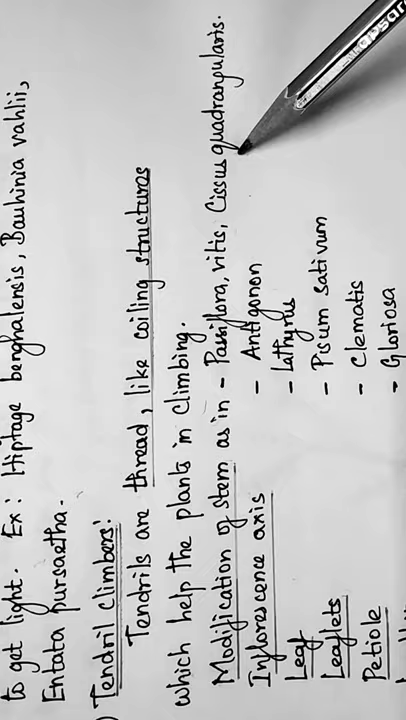 to get light. Ex: Hiptage benghalensis, Bauhinia vahlii,
Entata pursaetha.
) Tendril climbers:
Tendrils are thread, like coiling structures
which help the plants in climbing.
Modification of stem as in - Passiflora, vitis, Cissus quadrangularis.
Inflorescence axis - Antigonon
Leaf - Lathyrus
Leaflets - Pisum sativum
Petiole - Clematis
- Gloriosa
apsara